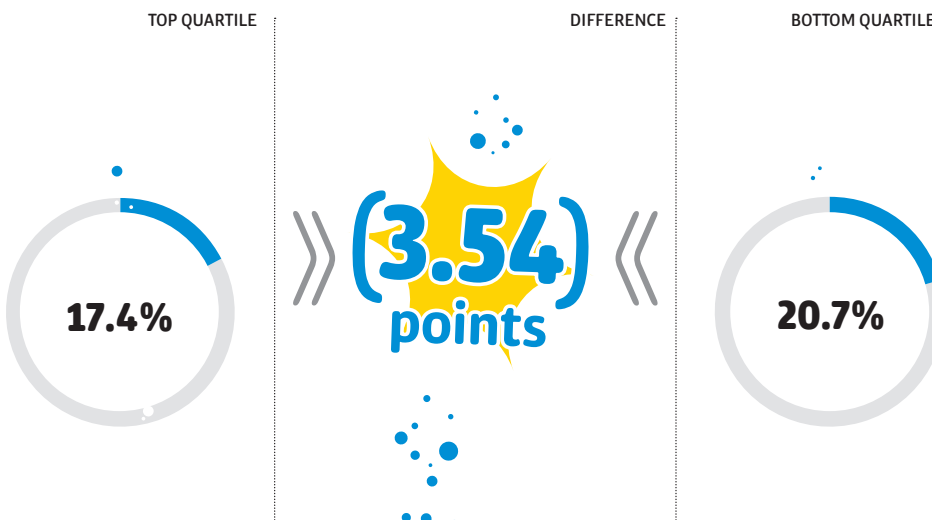 TOP QUARTILE
DIFFERENCE
BOTTOM QUARTILE
17.4%
(3.54)
points
20.7%